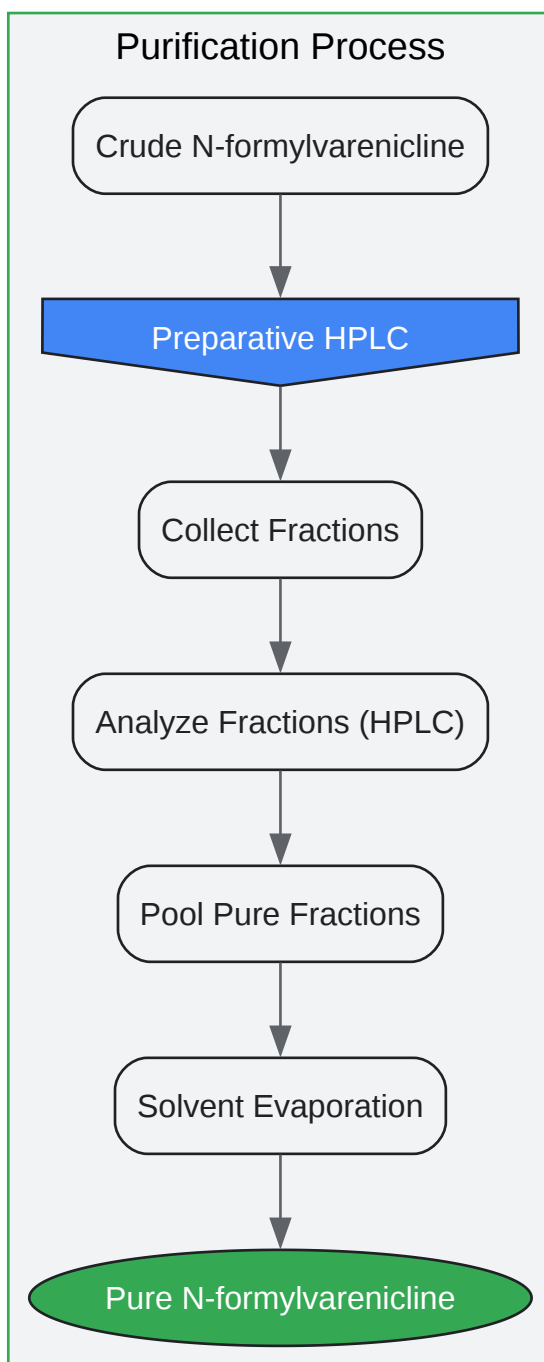 Purification Process
Crude N-formylvarenicline
Preparative HPLC
Collect Fractions
Analyze Fractions (HPLC)
Pool Pure Fractions
Solvent Evaporation
Pure N-formylvarenicline